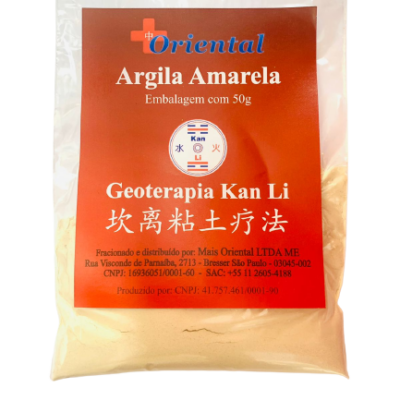 中
Oriental
Argila Amarela
Embalagem com 50g
Kan
水 火
Li
Geoterapia Kan Li
坎离粘土疗法
Fracionado e distribuído por: Mais Oriental LTDA ME
Rua Visconde de Parnaíba, 2713 - Bresser São Paulo - 03045-002
CNPJ: 16936051/0001-60 - SAC: +55 11 2605-4188
Produzido por: CNPJ: 41.757.461/0001-90